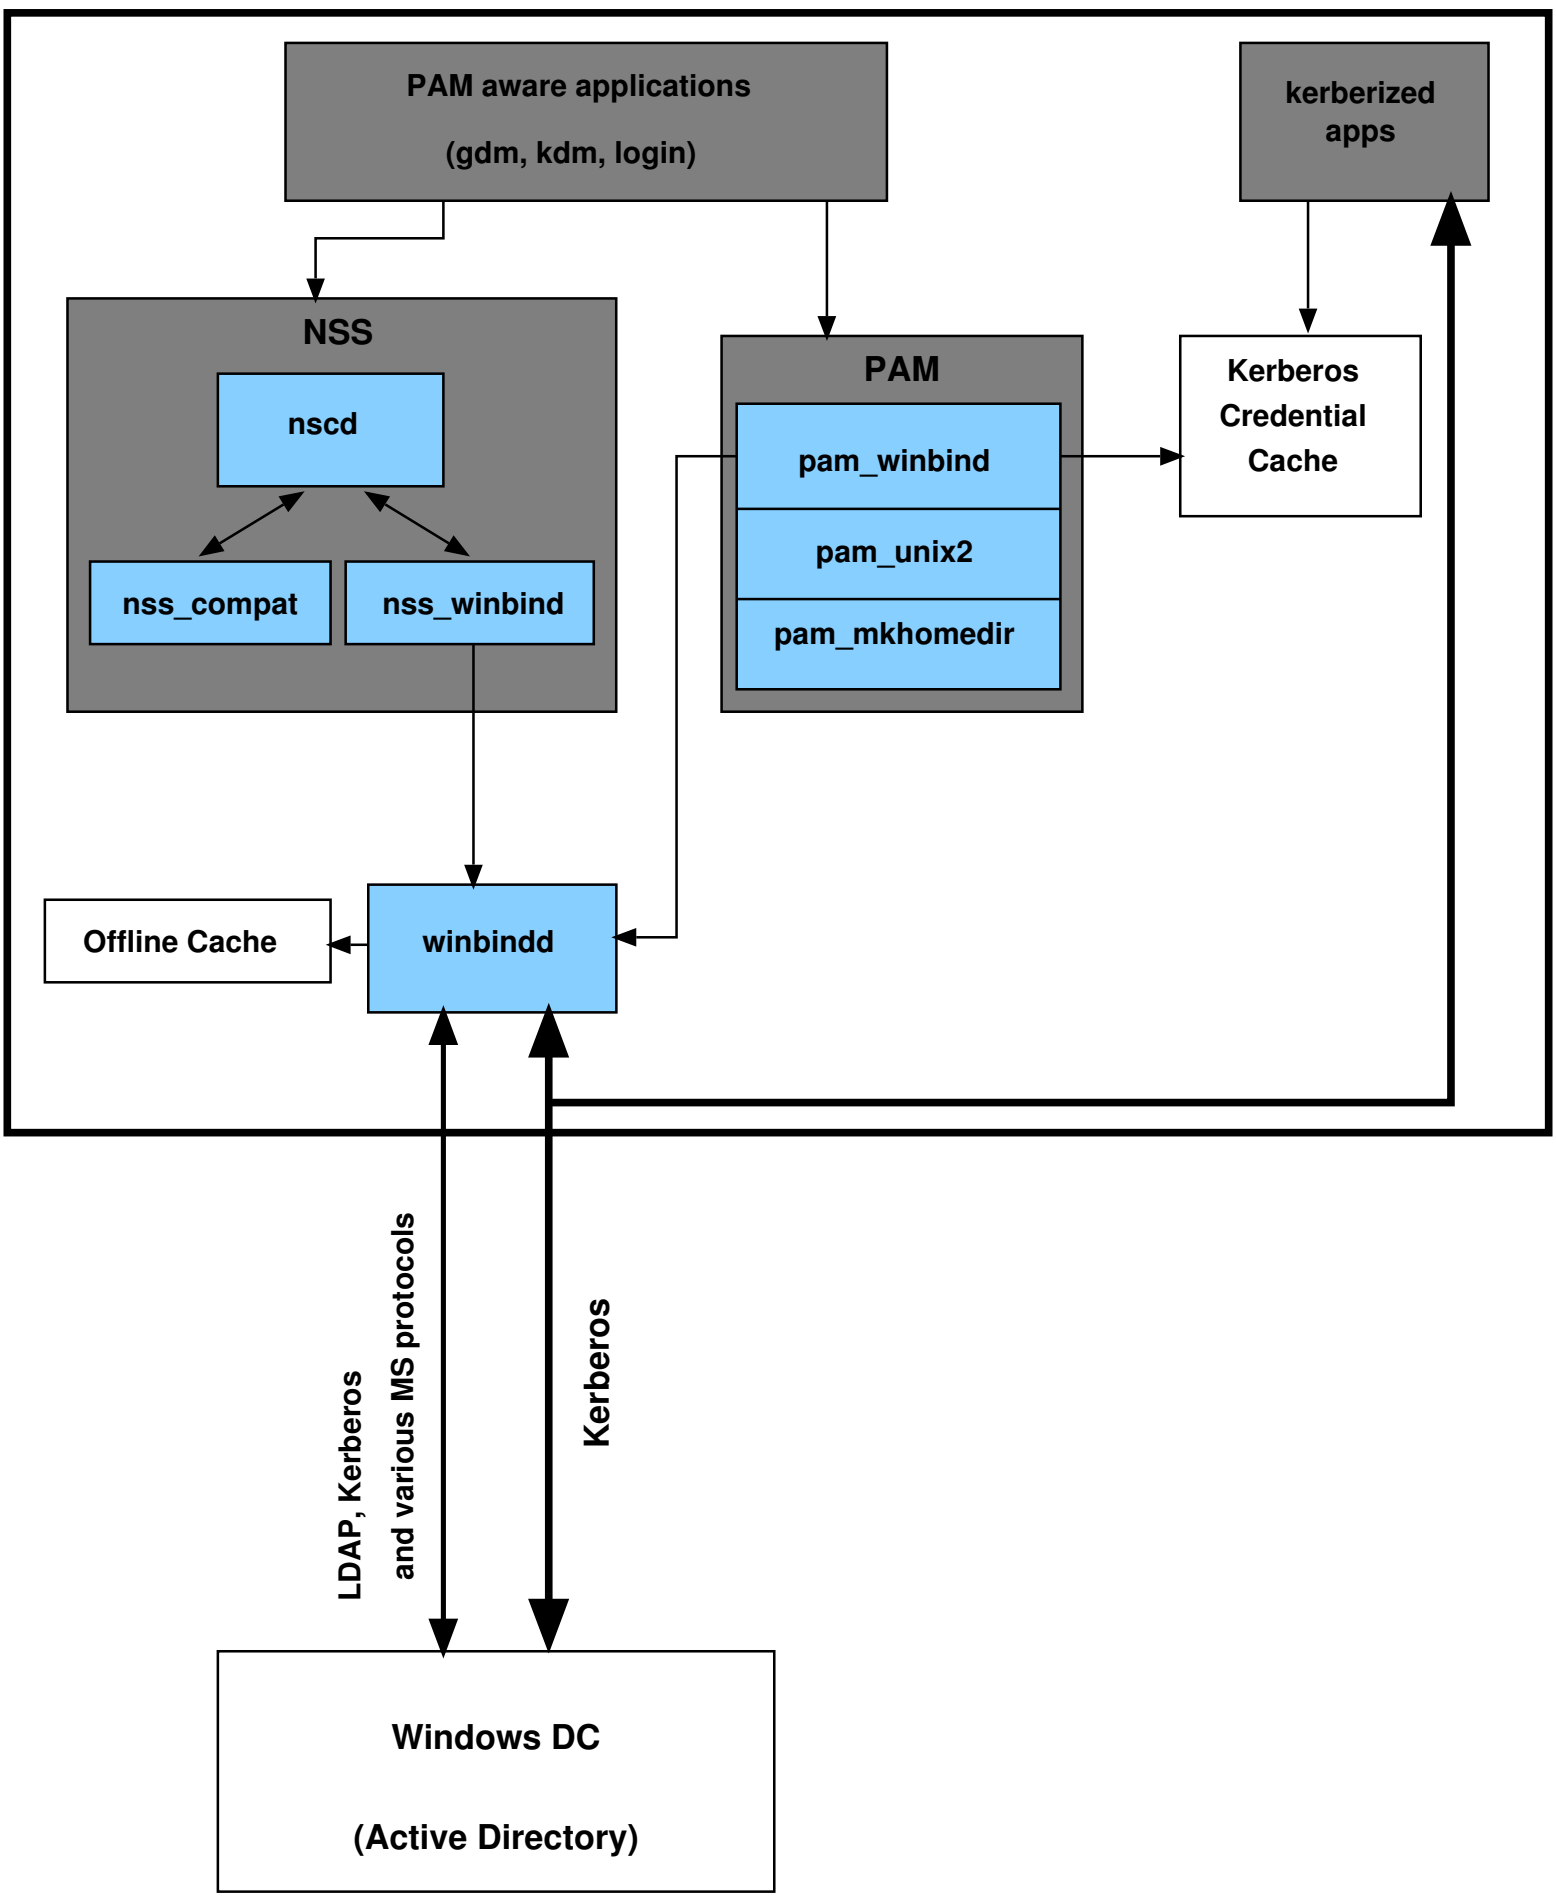 PAM aware applications
(gdm, kdm, login)
kerberized
apps
NSS
nscd
nss_compat
nss_winbind
PAM
pam_winbind
pam_unix2
pam_mkhomedir
Kerberos
Credential
Cache
Offline Cache
winbindd
LDAP, Kerberos
and various MS protocols
Kerberos
Windows DC
(Active Directory)